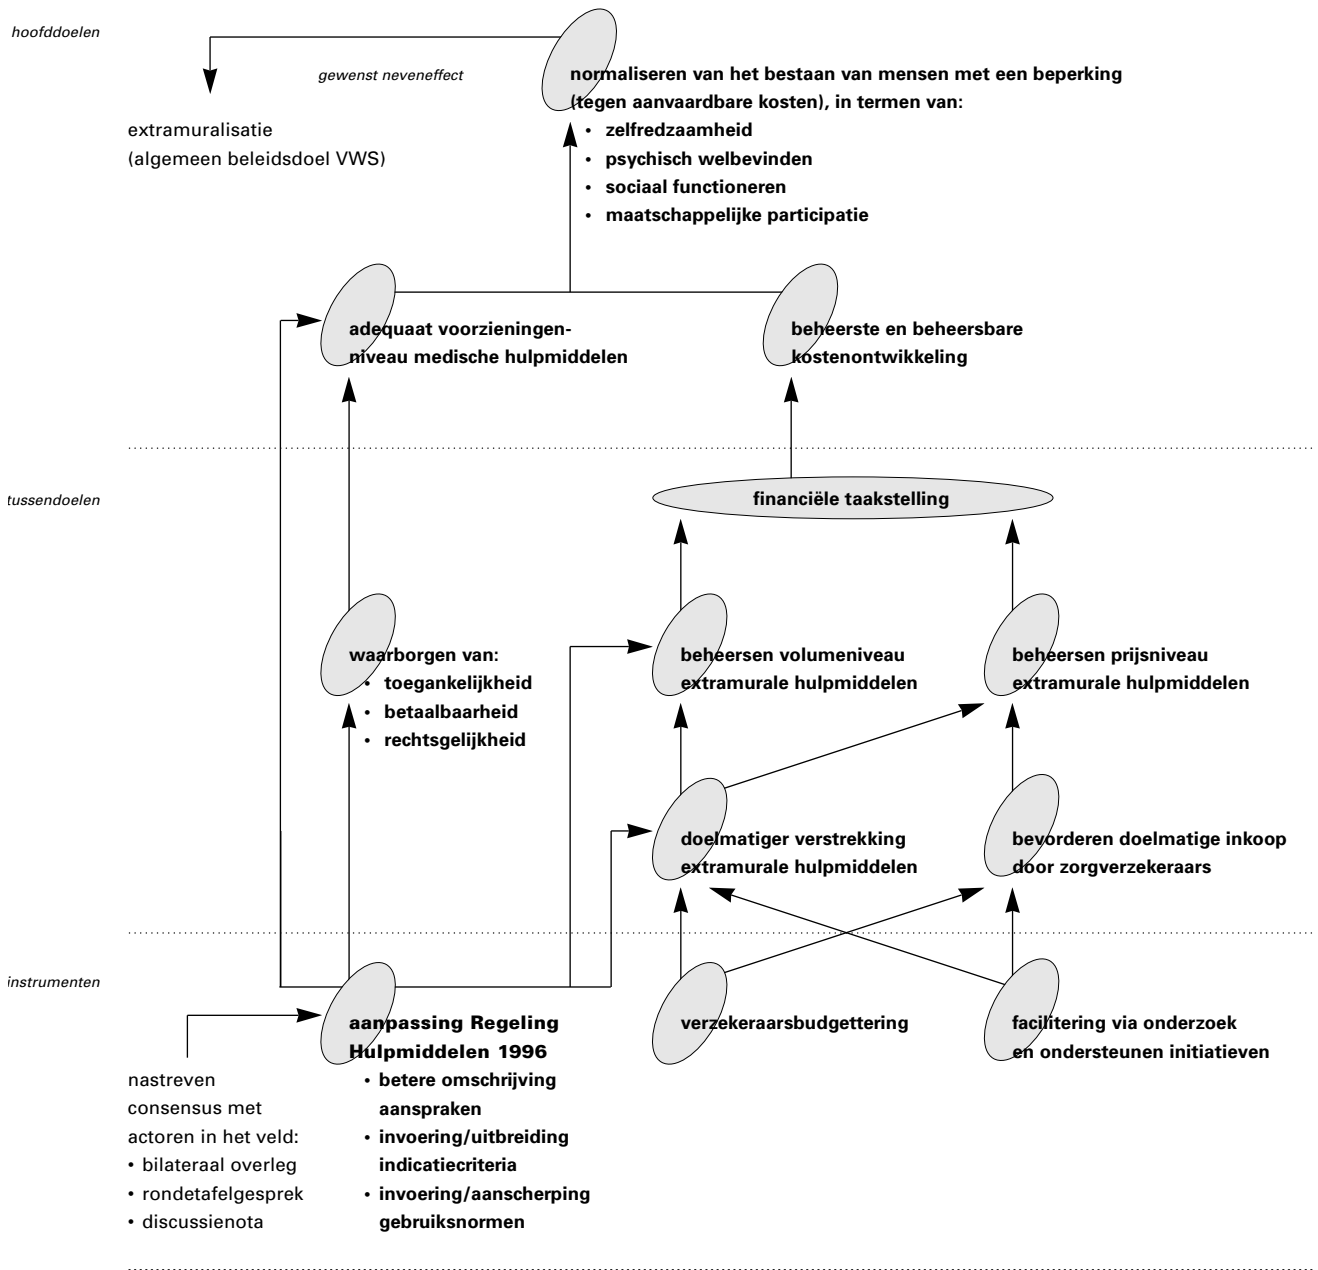 hoofddoelen
gewenst neveneffect
normaliseren van het bestaan van mensen met een beperking
(tegen aanvaardbare kosten), in termen van:
• zelfredzaamheid
• psychisch welbevinden
• sociaal functioneren
• maatschappelijke participatie
extramuralisatie
(algemeen beleidsdoel VWS)
adequaat voorzieningen-
niveau medische hulpmiddelen
beheerste en beheersbare
kostenontwikkeling
tussendoelen
financiële taakstelling
waarborgen van:
• toegankelijkheid
• betaalbaarheid
• rechtsgelijkheid
beheersen volumeniveau
extramurale hulpmiddelen
beheersen prijsniveau
extramurale hulpmiddelen
doelmatiger verstrekking
extramurale hulpmiddelen
bevorderen doelmatige inkoop
door zorgverzekeraars
instrumenten
aanpassing Regeling
Hulpmiddelen 1996
• betere omschrijving
aanspraken
• invoering/uitbreiding
indicatiecriteria
• invoering/aanscherping
gebruiksnormen
verzekeraarsbudgettering
facilitering via onderzoek
en ondersteunen initiatieven
nastreven
consensus met
actoren in het veld:
• bilateraal overleg
• rondetafelgesprek
• discussienota